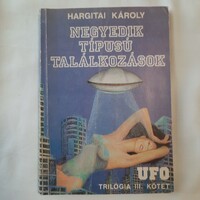 HARGITAI KÁROLY
NEGYEDIK
TÍPUSÚ
TALÁLKOZÁSOK
UFO
TRILÓGIA III. KÖTET